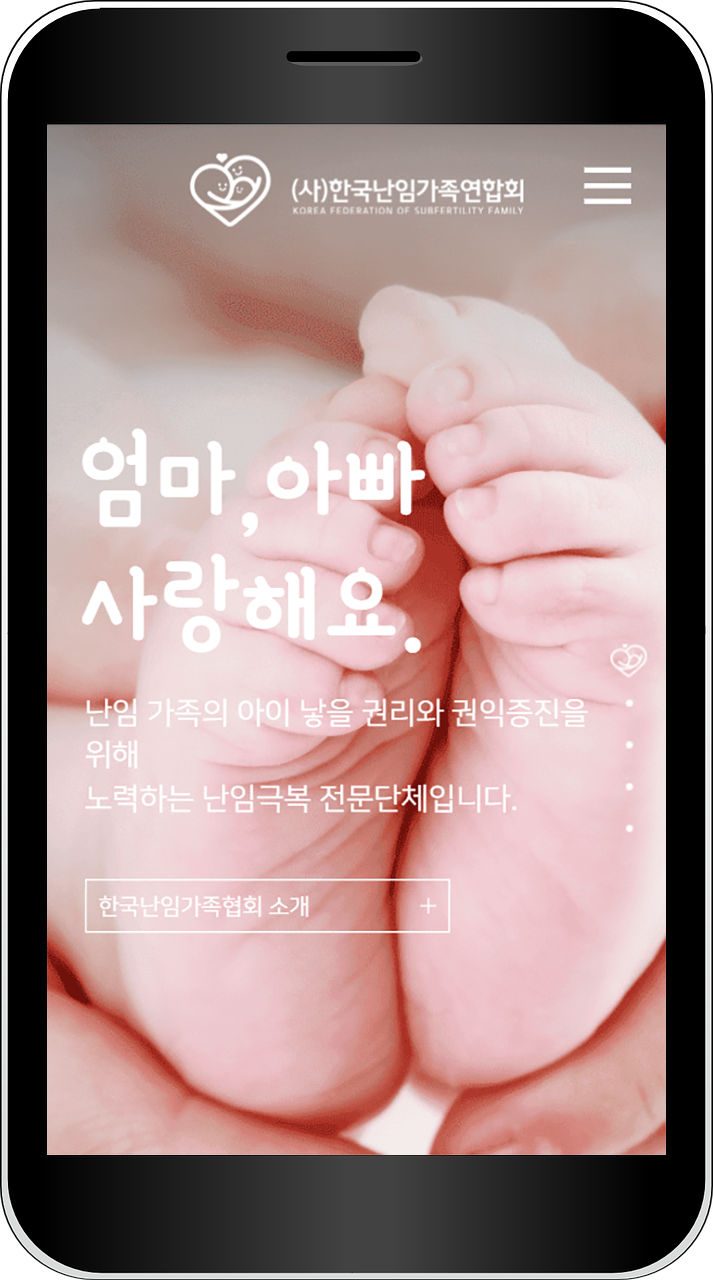 (사)한국난임가족연합회
KOREA FEDERATION OF SUBFERTILITY FAMILY
엄마,아빠
사랑해요.
난임 가족의 아이 낳을 권리와 권익증진을
위해
노력하는 난임극복 전문단체입니다.
한국난임가족협회 소개 +